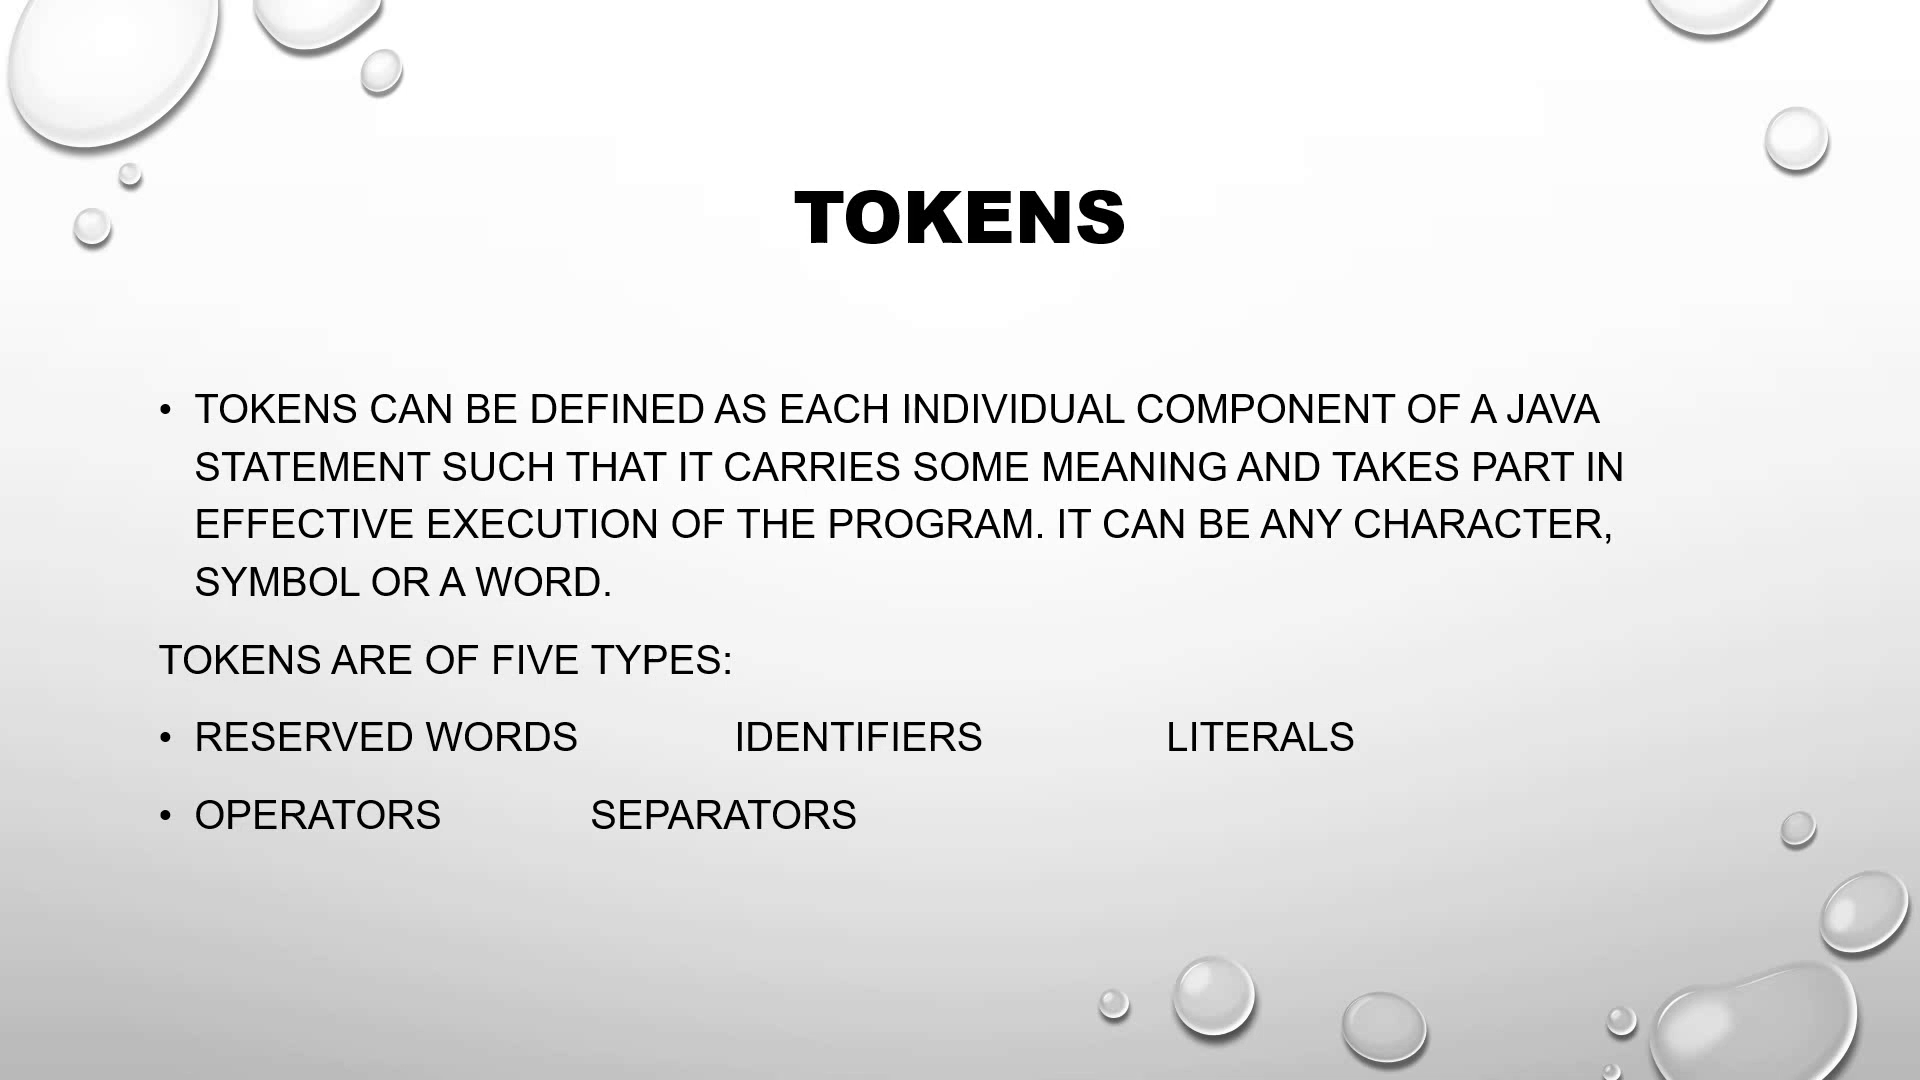 TOKENS
• TOKENS CAN BE DEFINED AS EACH INDIVIDUAL COMPONENT OF A JAVA
STATEMENT SUCH THAT IT CARRIES SOME MEANING AND TAKES PART IN
EFFECTIVE EXECUTION OF THE PROGRAM. IT CAN BE ANY CHARACTER,
SYMBOL OR A WORD.
TOKENS ARE OF FIVE TYPES:
• RESERVED WORDS IDENTIFIERS LITERALS
• OPERATORS SEPARATORS